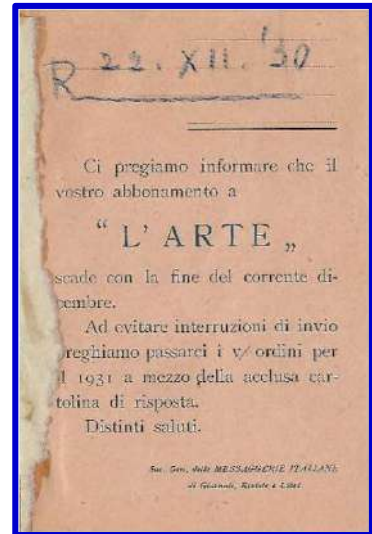 R 22. XII. '30
Ci pregiamo informare che il
vostro abbonamento a
“ L' ARTE „
scade con la fine del corrente di-
cembre.
Ad evitare interruzioni di invio
preghiamo passarci i v/ ordini per
il 1931 a mezzo della acclusa car-
tolina di risposta.
Distinti saluti.
Soc. Gen. delle MESSAGGERIE ITALIANE
di Giornali, Riviste e Libri